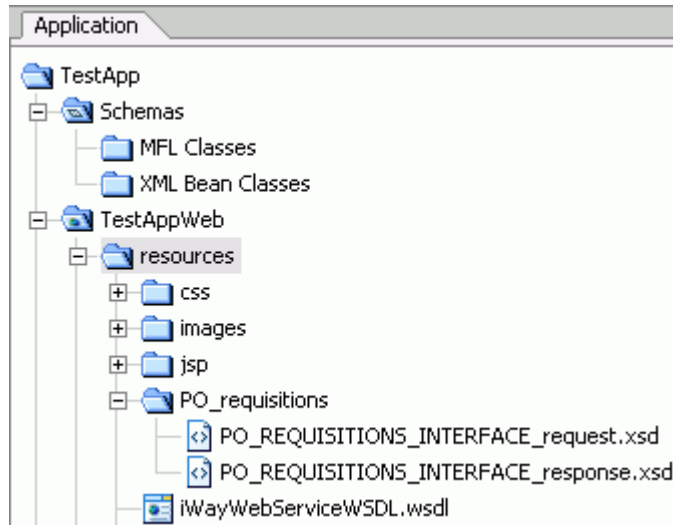 Application
TestApp
Schemas
MFL Classes
XML Bean Classes
TestAppWeb
resources
css
images
jsp
PO_requisitions
PO_REQUISITIONS_INTERFACE_request.xsd
PO_REQUISITIONS_INTERFACE_response.xsd
iWayWebServiceWSDL.wsdl